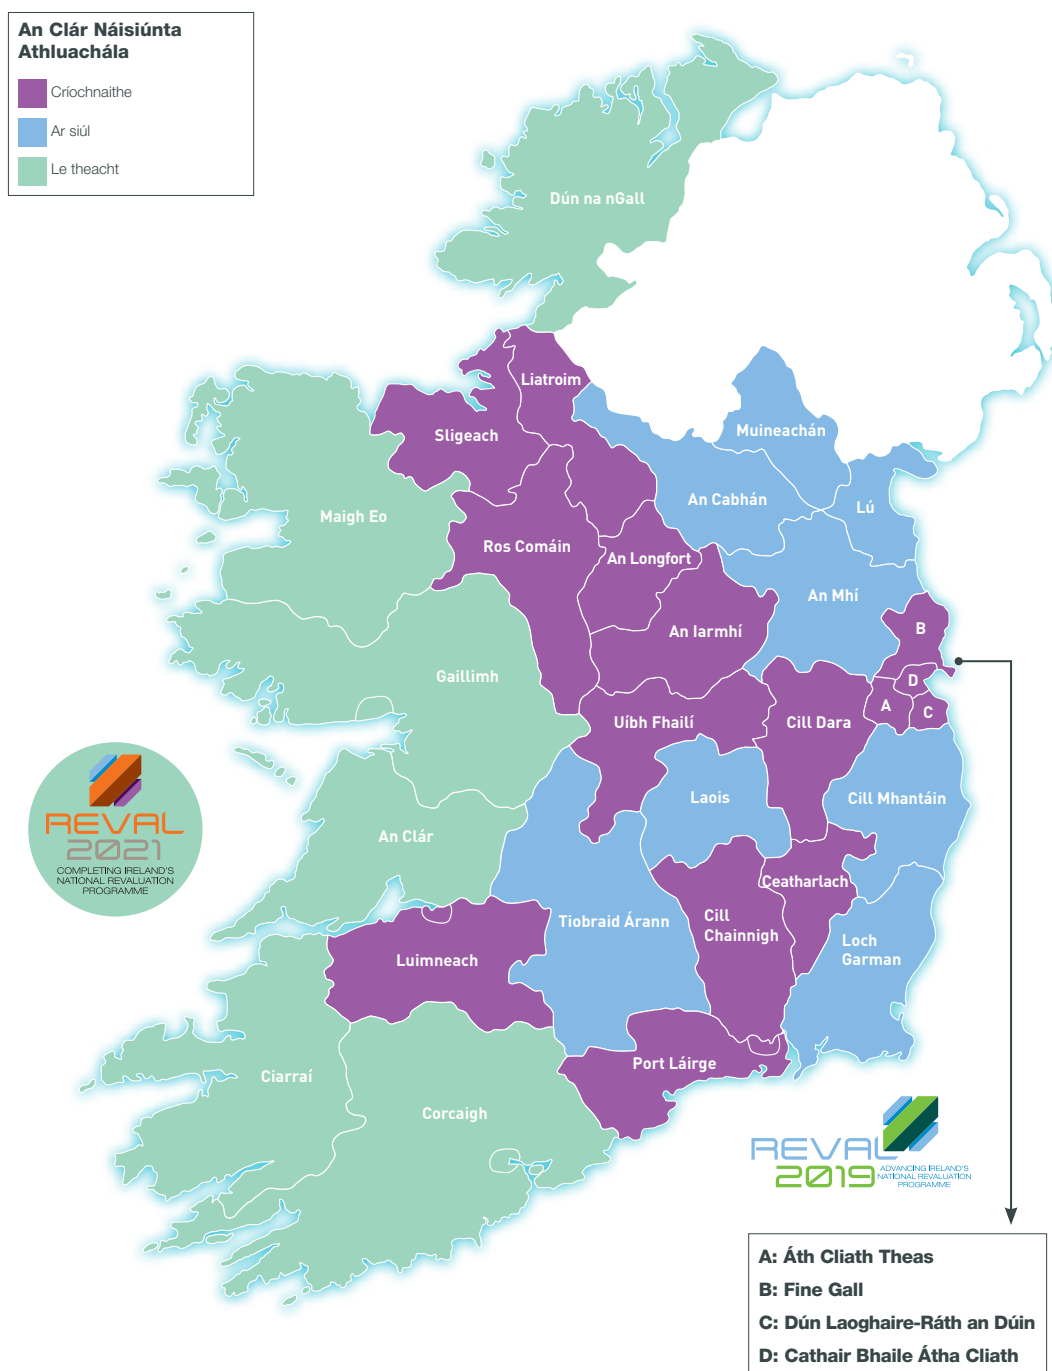 An Clár Náisiúnta
Athluachála
Críochnaithe
Ar siúl
Le theacht
Dún na nGall
Liatroim
Sligeach
Muineachán
An Cabhán
Lú
Maigh Eo
Ros Comáin
An Longfort
An Mhí
An Iarmhí
B
Gaillimh
D
A
C
Uíbh Fhailí
Cill Dara
Laois
Cill Mhantáin
REVAL
2021
COMPLETING IRELAND'S
NATIONAL REVALUATION
PROGRAMME
An Clár
Ceatharlach
Tiobraid Árann
Cill
Chainnigh
Loch
Garman
Luimneach
Port Láirge
Ciarraí
Corcaigh
REVAL
2019
ADVANCING IRELAND'S
NATIONAL REVALUATION
PROGRAMME
A: Áth Cliath Theas
B: Fine Gall
C: Dún Laoghaire-Ráth an Dúin
D: Cathair Bhaile Átha Cliath